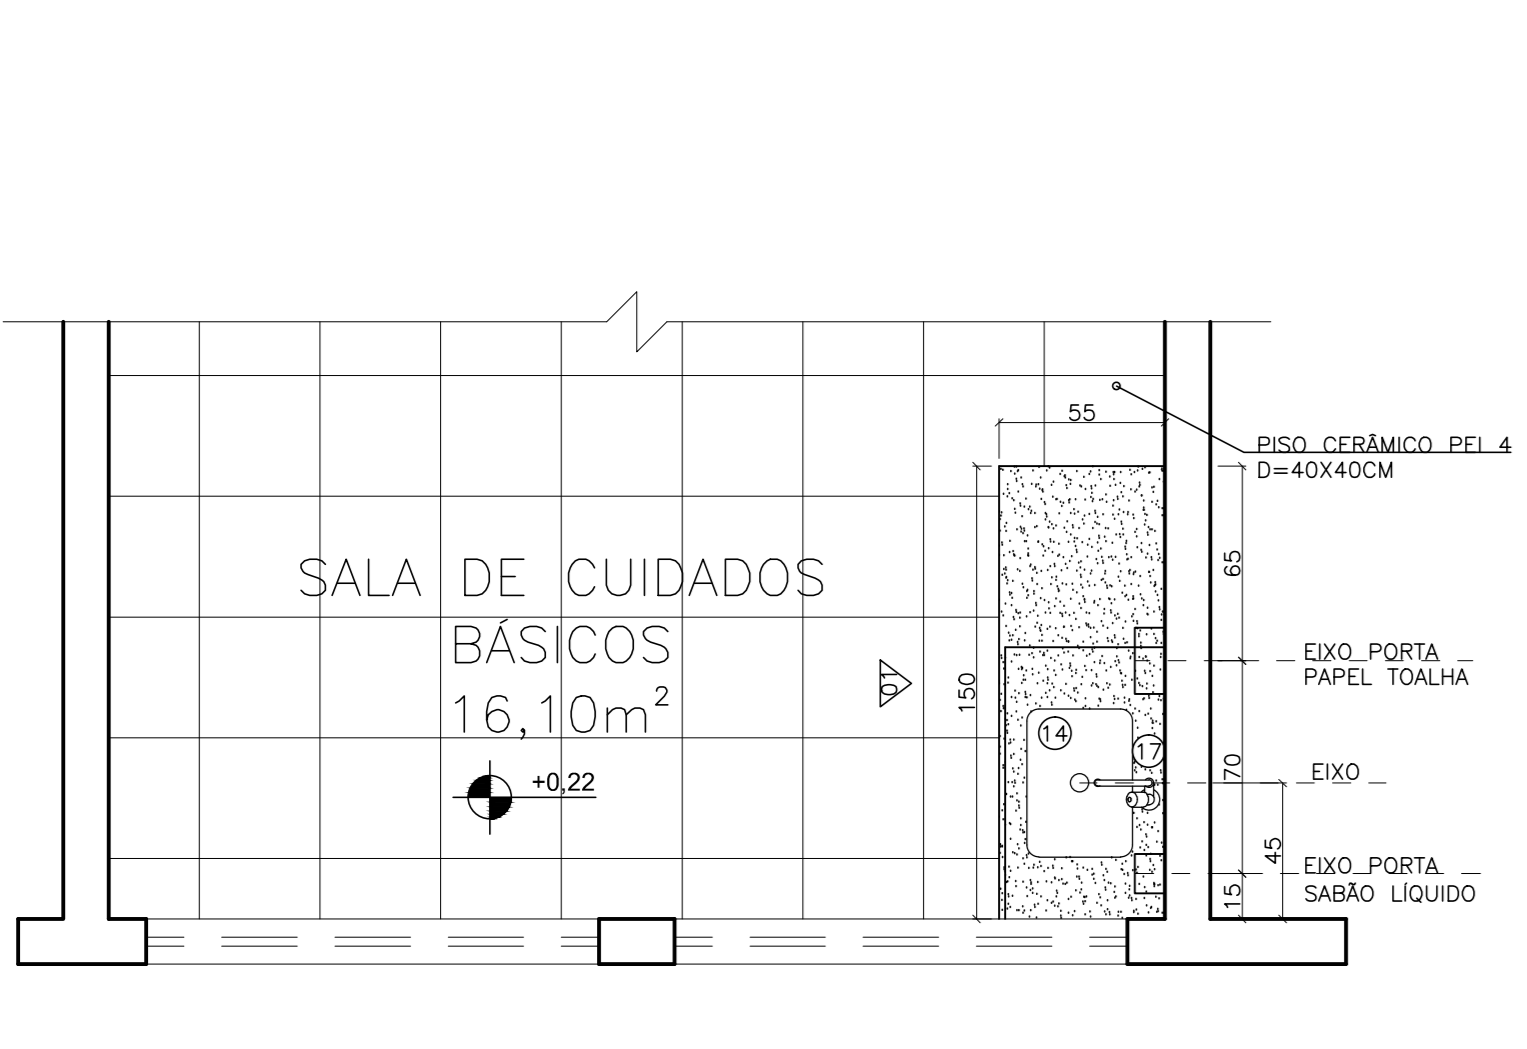 55
PISO CERÂMICO PEI 4
D=40X40CM
65
SALA DE CUIDADOS
BÁSICOS
16,10m²
+0,22
01
150
EIXO PORTA
PAPEL TOALHA
14
17
70
EIXO
45
EIXO PORTA
SABÃO LÍQUIDO
15